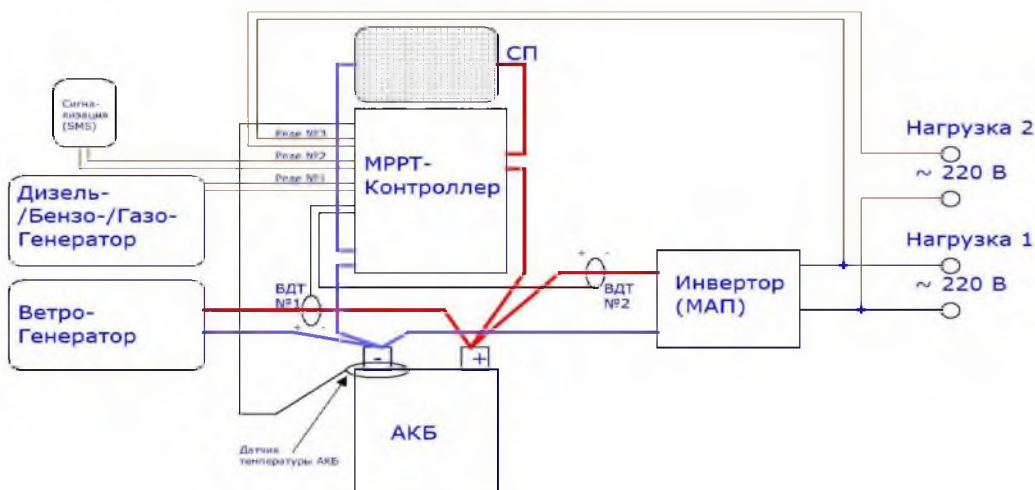 СП
Сигна-
лизация
(SMS)
Реле №3
Реле №2
Реле №1
МРРТ-
Контроллер
Нагрузка 2
~ 220 В
Дизель-
/Бензо-/Газо-
Генератор
Нагрузка 1
~ 220 В
ВДТ
№1
+ -
+ -
ВДТ
№2
Инвертор
(МАП)
Ветро-
Генератор
- +
АКБ
Датчик
температуры АКБ